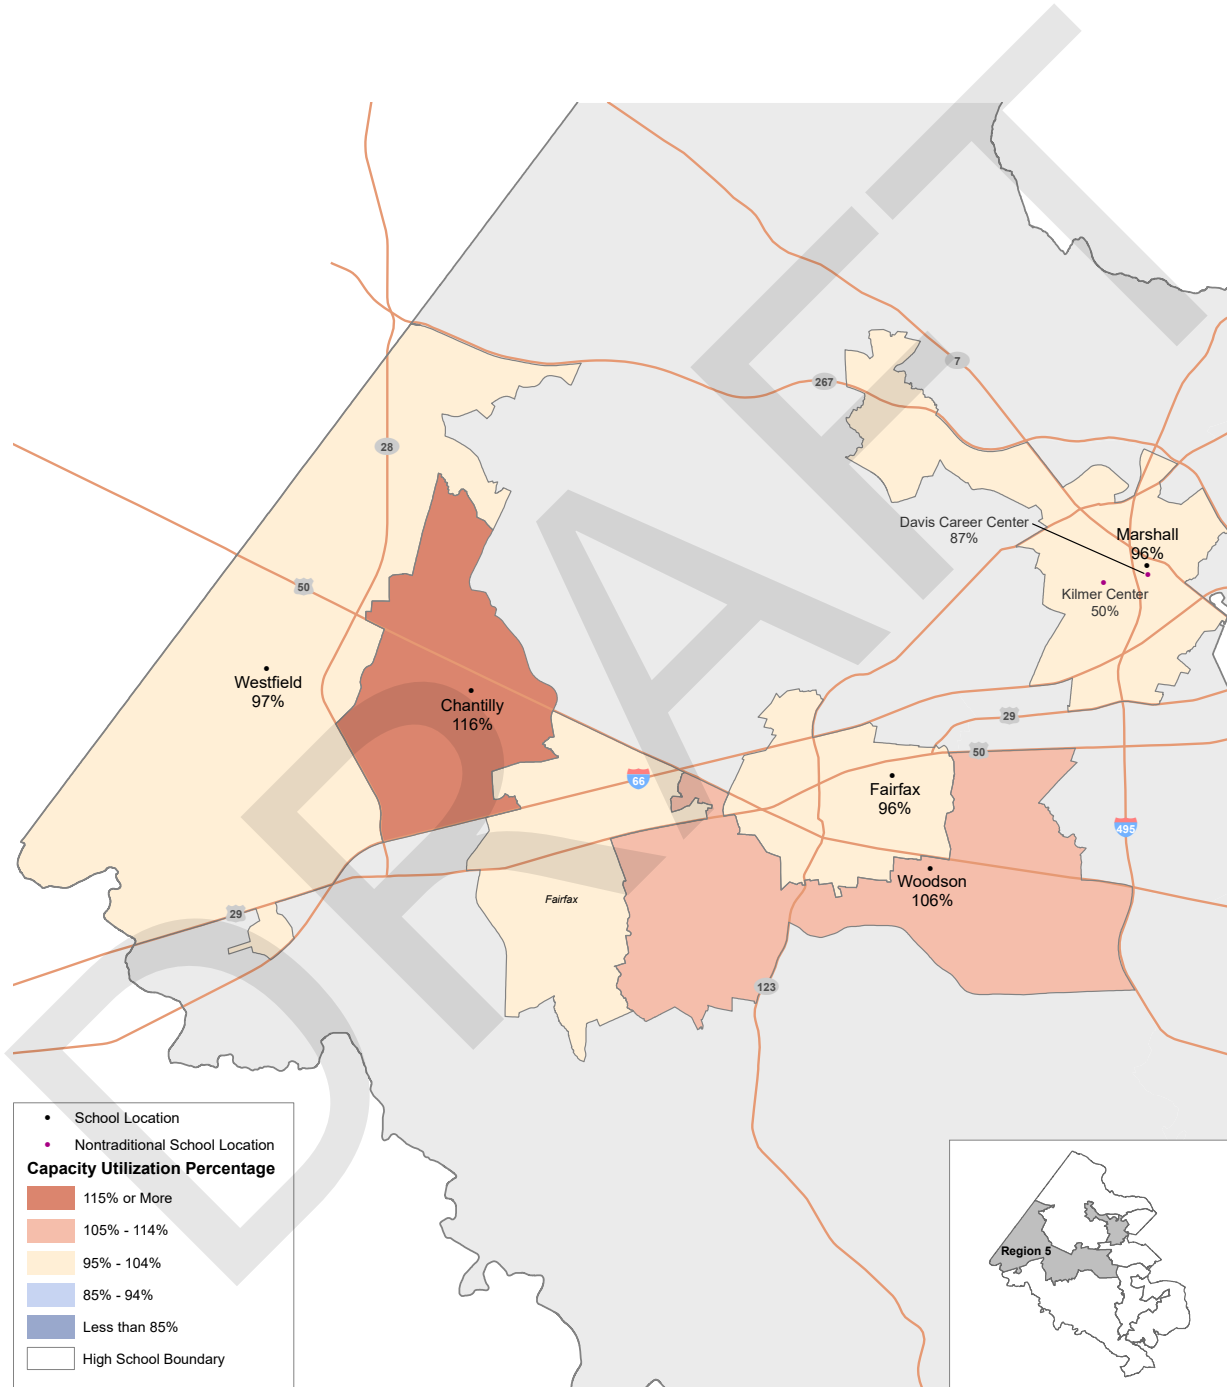 DRAFT
7
267
28
Davis Career Center
87%
Marshall
96%
Kilmer Center
50%
50
Westfield
97%
Chantilly
116%
29
50
66
Fairfax
96%
495
Woodson
106%
Fairfax
29
123
School Location
Nontraditional School Location
Capacity Utilization Percentage
115% or More
105% - 114%
95% - 104%
85% - 94%
Less than 85%
High School Boundary
Region 5